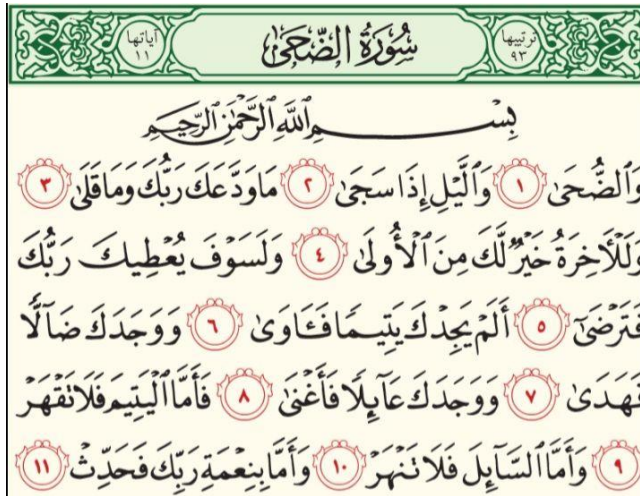 ترتيبها ٩٣ سُورَةُ الضُّحَىٰ آياتها ١١
بِسْمِ ٱللَّهِ ٱلرَّحْمَٰنِ ٱلرَّحِيمِ
وَٱلضُّحَىٰ ١ وَٱلَّيْلِ إِذَا سَجَىٰ ٢ مَا وَدَّعَكَ رَبُّكَ وَمَا قَلَىٰ ٣
وَلَلْءَاخِرَةُ خَيْرٌ لَّكَ مِنَ ٱلْأُولَىٰ ٤ وَلَسَوْفَ يُعْطِيكَ رَبُّكَ
فَتَرْضَىٰٓ ٥ أَلَمْ يَجِدْكَ يَتِيمًا فَـَٔاوَىٰ ٦ وَوَجَدَكَ ضَآلًّا
فَهَدَىٰ ٧ وَوَجَدَكَ عَآئِلًا فَأَغْنَىٰ ٨ فَأَمَّا ٱلْيَتِيمَ فَلَا تَقْهَرْ
٩ وَأَمَّا ٱلسَّآئِلَ فَلَا تَنْهَرْ ١٠ وَأَمَّا بِنِعْمَةِ رَبِّكَ فَحَدِّثْ ١١